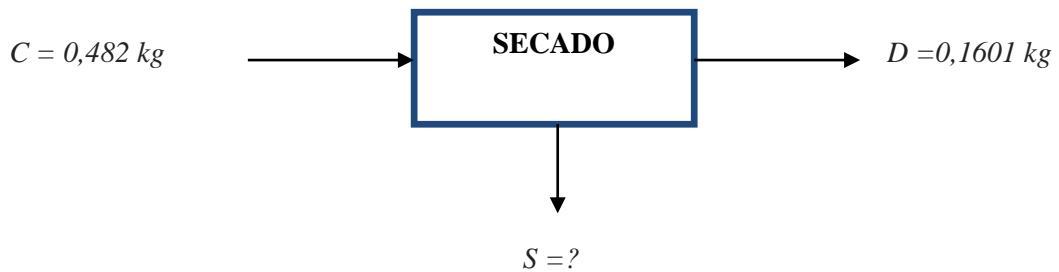 SECADO
C = 0,482 kg
D =0,1601 kg
S =?